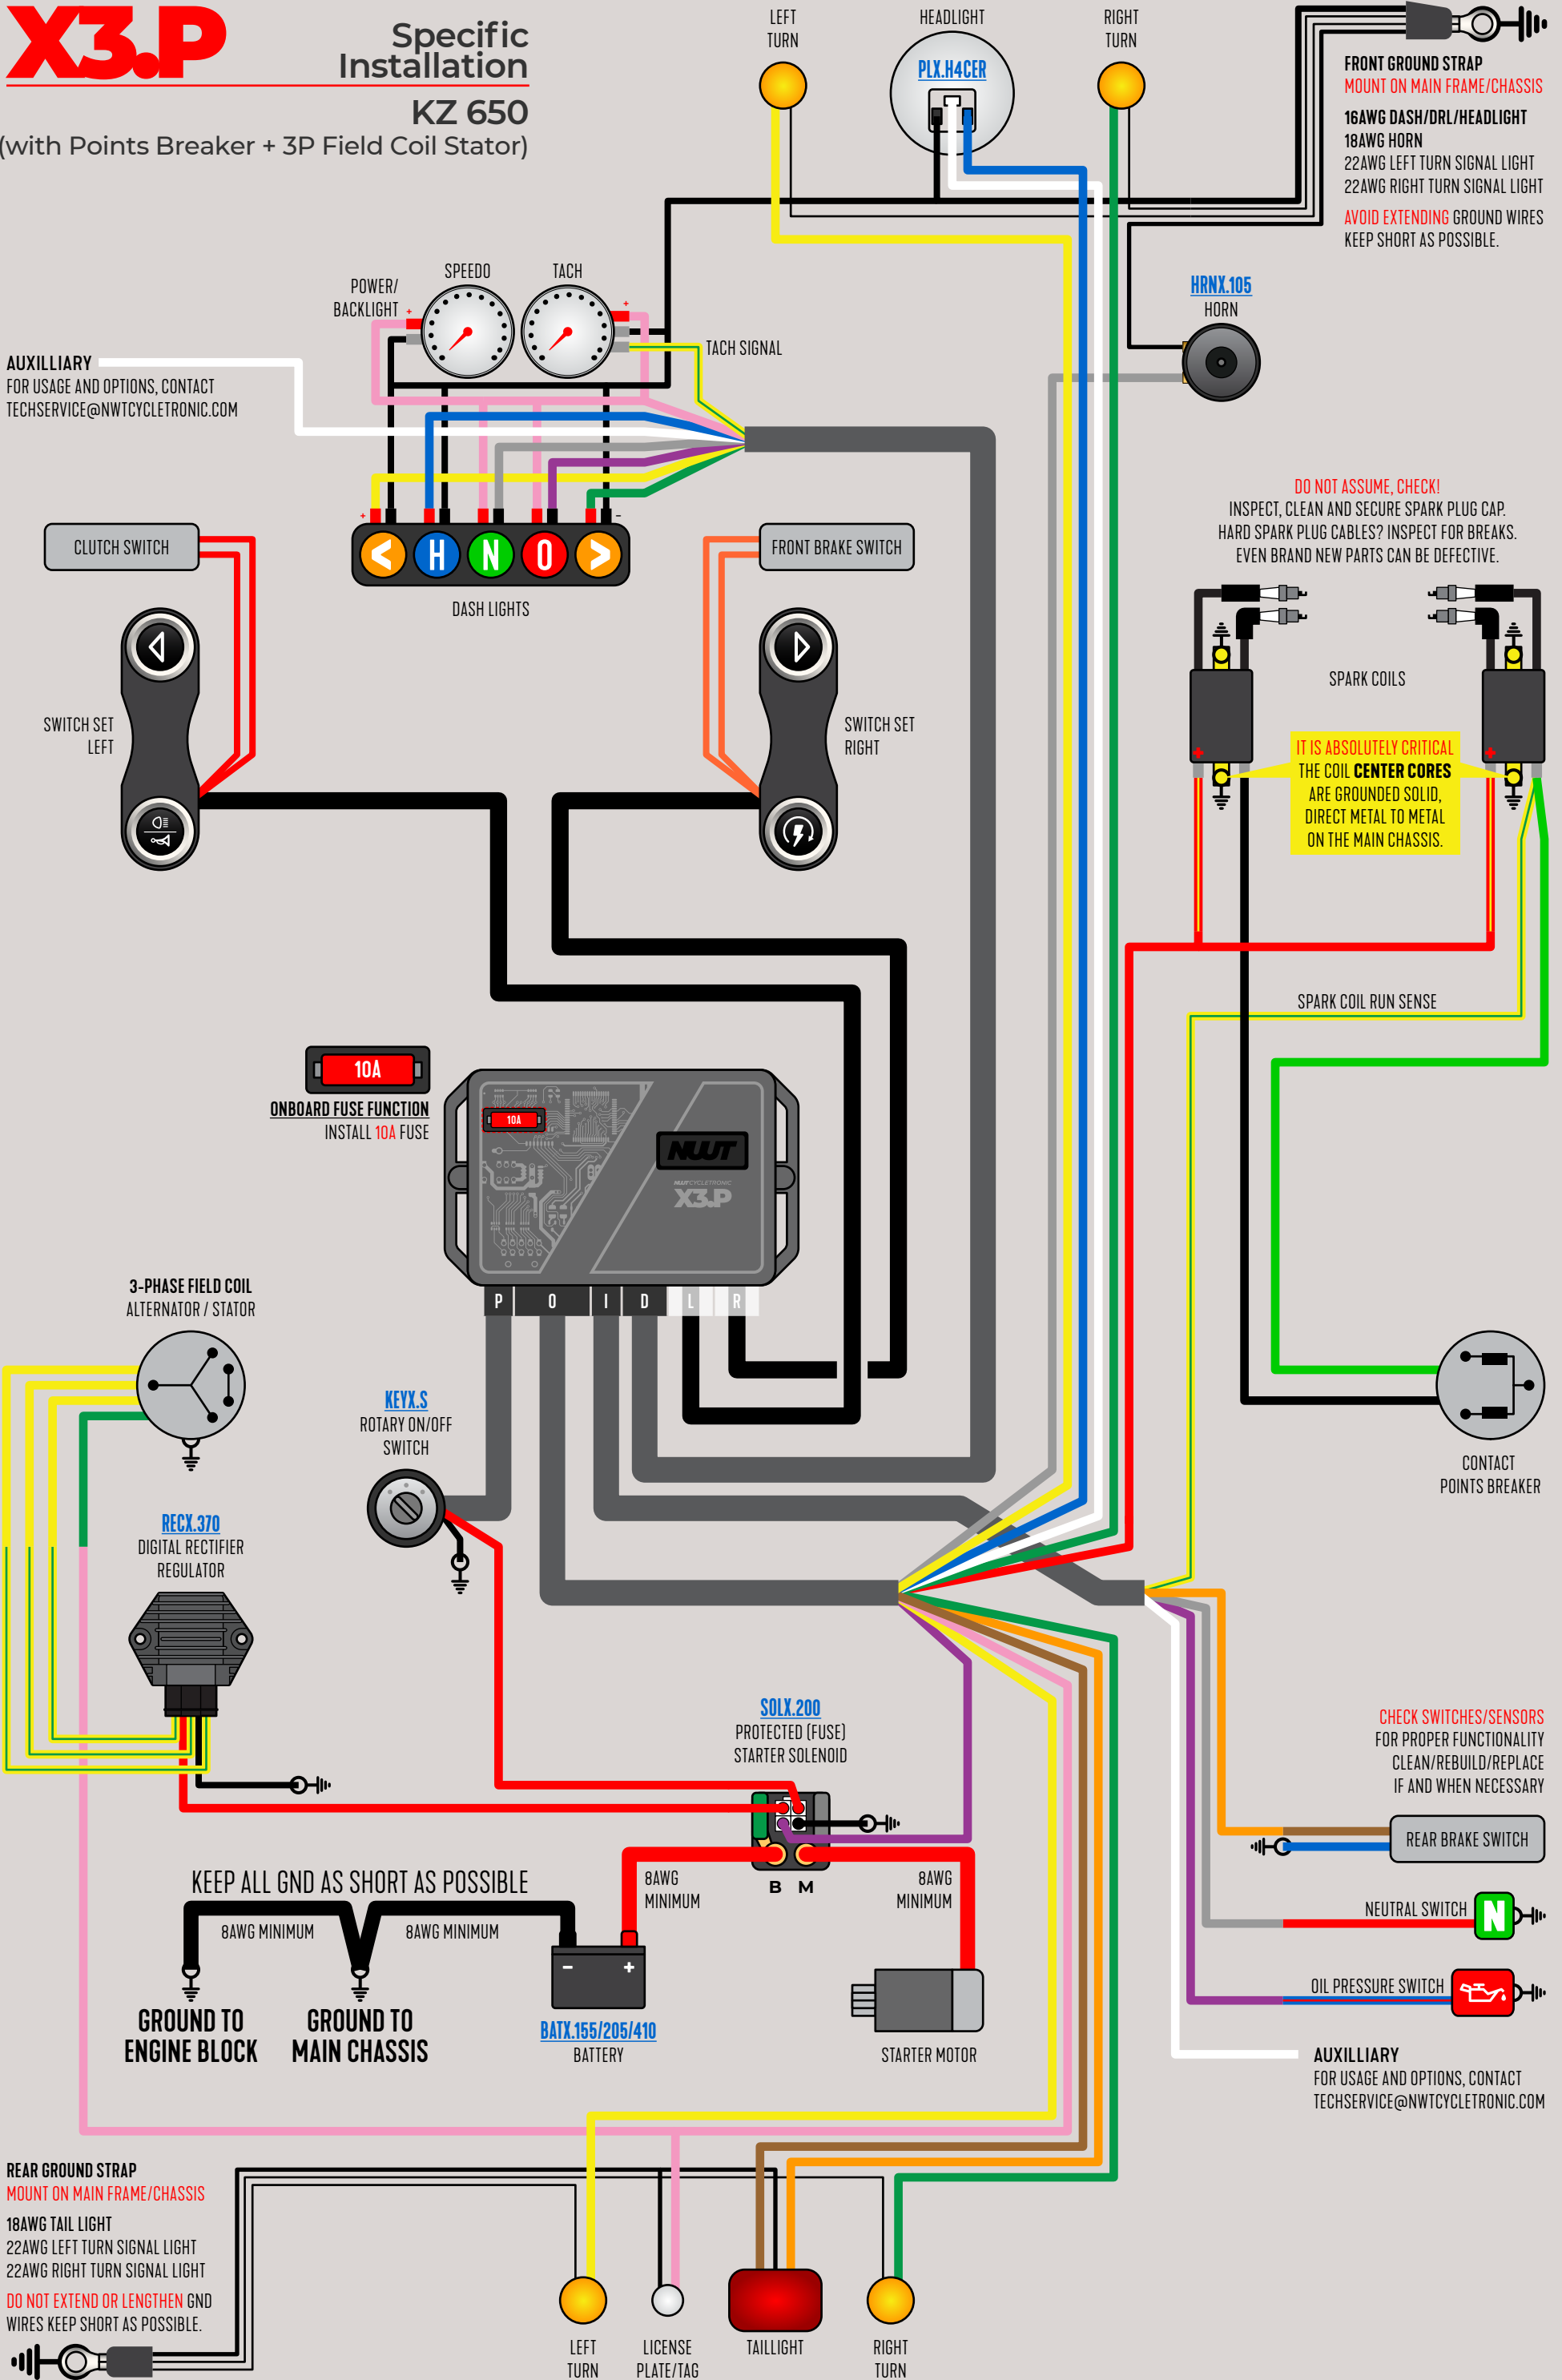 X3.P
Specific
Installation
KZ 650
(with Points Breaker + 3P Field Coil Stator)
LEFT
TURN
HEADLIGHT
PLX.H4CER
RIGHT
TURN
FRONT GROUND STRAP
MOUNT ON MAIN FRAME/CHASSIS
16AWG DASH/DRL/HEADLIGHT
18AWG HORN
22AWG LEFT TURN SIGNAL LIGHT
22AWG RIGHT TURN SIGNAL LIGHT
AVOID EXTENDING GROUND WIRES
KEEP SHORT AS POSSIBLE.
POWER/
BACKLIGHT
SPEEDO
TACH
+
+
TACH SIGNAL
HRNX.105
HORN
AUXILLIARY
FOR USAGE AND OPTIONS, CONTACT
TECHSERVICE@NWTCYCLETRONIC.COM
+
-
< H N O >
DASH LIGHTS
CLUTCH SWITCH
FRONT BRAKE SWITCH
SWITCH SET
LEFT
SWITCH SET
RIGHT
DO NOT ASSUME, CHECK!
INSPECT, CLEAN AND SECURE SPARK PLUG CAP.
HARD SPARK PLUG CABLES? INSPECT FOR BREAKS.
EVEN BRAND NEW PARTS CAN BE DEFECTIVE.
SPARK COILS
+
+
IT IS ABSOLUTELY CRITICAL
THE COIL CENTER CORES
ARE GROUNDED SOLID,
DIRECT METAL TO METAL
ON THE MAIN CHASSIS.
SPARK COIL RUN SENSE
10A
ONBOARD FUSE FUNCTION
INSTALL 10A FUSE
10A
NWT
NWT CYCLETRONIC
X3.P
P O I D L R
3-PHASE FIELD COIL
ALTERNATOR / STATOR
KEYX.S
ROTARY ON/OFF
SWITCH
CONTACT
POINTS BREAKER
RECX.370
DIGITAL RECTIFIER
REGULATOR
SOLX.200
PROTECTED (FUSE)
STARTER SOLENOID
B M
8AWG
MINIMUM
8AWG
MINIMUM
KEEP ALL GND AS SHORT AS POSSIBLE
8AWG MINIMUM
8AWG MINIMUM
GROUND TO
ENGINE BLOCK
GROUND TO
MAIN CHASSIS
- +
BATX.155/205/410
BATTERY
STARTER MOTOR
CHECK SWITCHES/SENSORS
FOR PROPER FUNCTIONALITY
CLEAN/REBUILD/REPLACE
IF AND WHEN NECESSARY
REAR BRAKE SWITCH
NEUTRAL SWITCH
N
OIL PRESSURE SWITCH
AUXILLIARY
FOR USAGE AND OPTIONS, CONTACT
TECHSERVICE@NWTCYCLETRONIC.COM
REAR GROUND STRAP
MOUNT ON MAIN FRAME/CHASSIS
18AWG TAIL LIGHT
22AWG LEFT TURN SIGNAL LIGHT
22AWG RIGHT TURN SIGNAL LIGHT
DO NOT EXTEND OR LENGTHEN GND
WIRES KEEP SHORT AS POSSIBLE.
LEFT
TURN
LICENSE
PLATE/TAG
TAILLIGHT
RIGHT
TURN